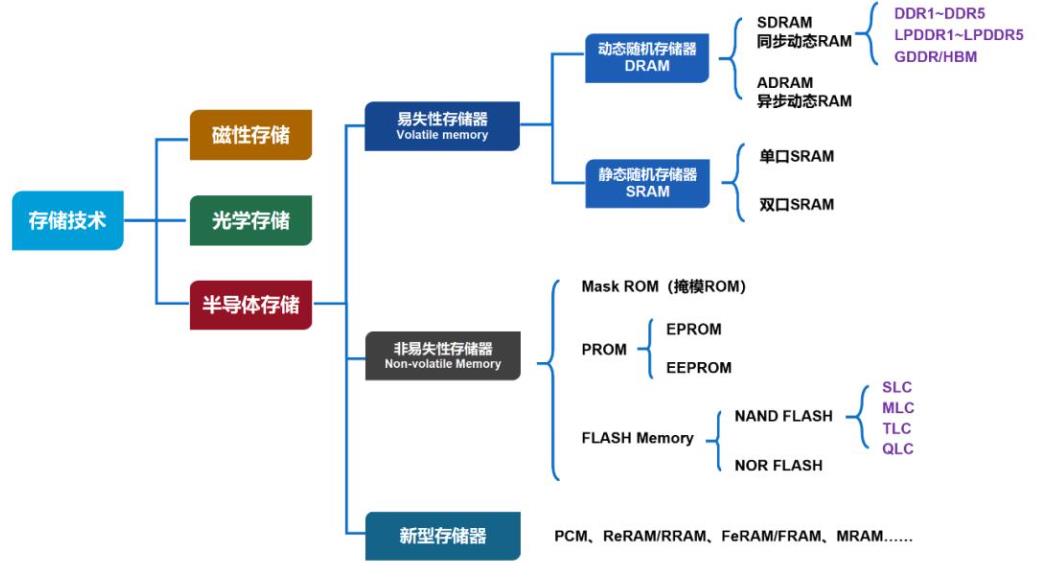 存储技术
磁性存储
光学存储
半导体存储
易失性存储器
Volatile memory
动态随机存储器
DRAM
SDRAM
同步动态RAM
DDR1~DDR5
LPDDR1~LPDDR5
GDDR/HBM
ADRAM
异步动态RAM
静态随机存储器
SRAM
单口SRAM
双口SRAM
非易失性存储器
Non-volatile Memory
Mask ROM（掩模ROM）
PROM
EPROM
EEPROM
FLASH Memory
NAND FLASH
SLC
MLC
TLC
QLC
NOR FLASH
新型存储器
PCM、ReRAM/RRAM、FeRAM/FRAM、MRAM……